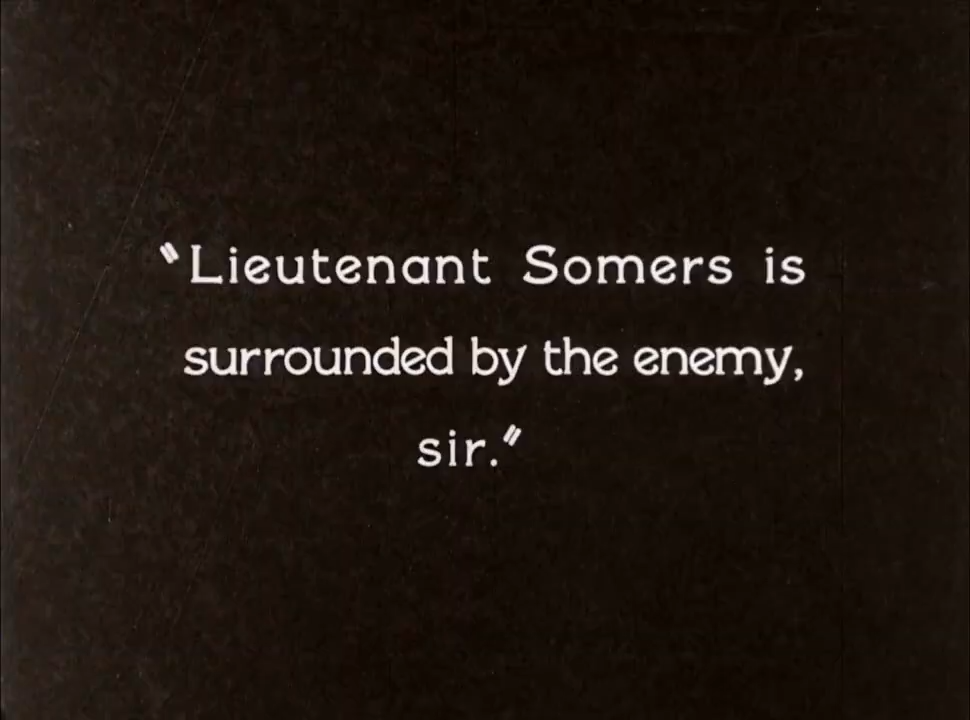 "Lieutenant Somers is
surrounded by the enemy,
sir."